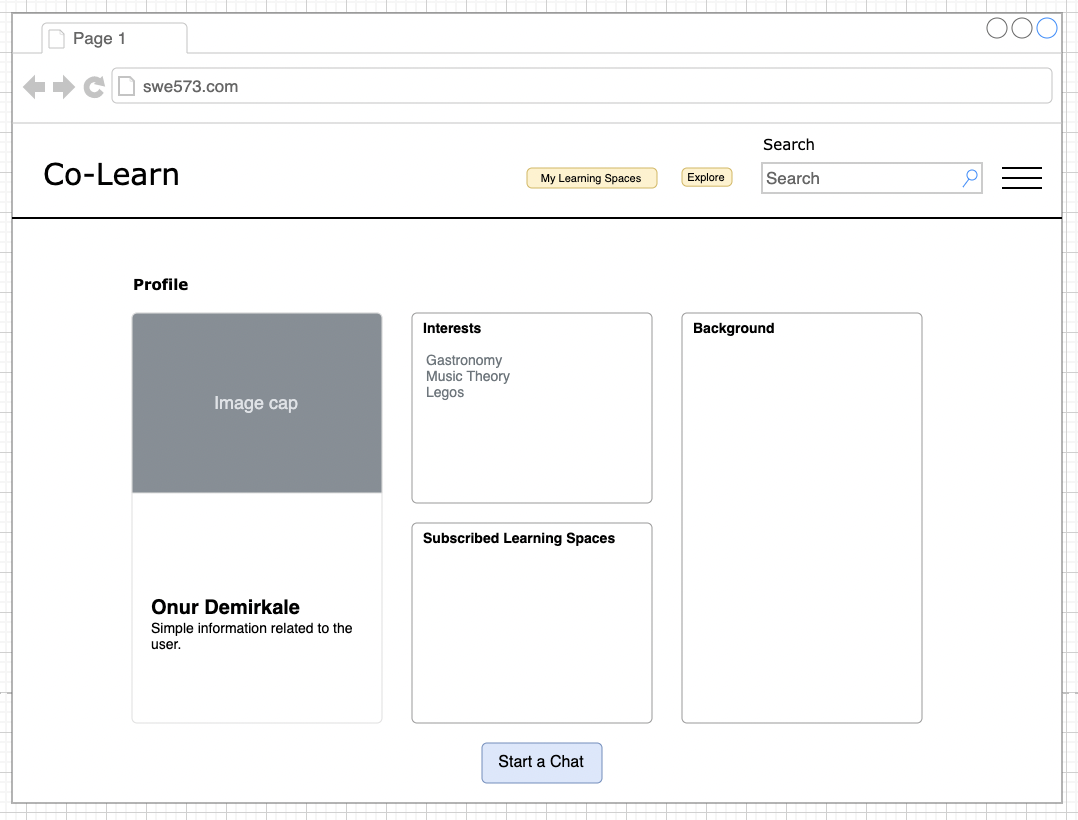 Page 1
swe573.com
Search
Co-Learn
My Learning Spaces
Explore
Search
Profile
Image cap
Onur Demirkale
Simple information related to the
user.
Interests
Gastronomy
Music Theory
Legos
Subscribed Learning Spaces
Background
Start a Chat